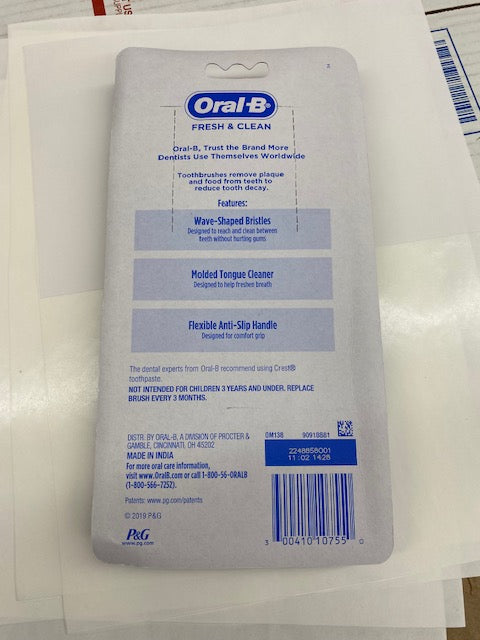 Oral-B
FRESH & CLEAN
Oral-B, Trust the Brand More
Dentists Use Themselves Worldwide
Toothbrushes remove plaque
and food from teeth to
reduce tooth decay.
Features:
Wave-Shaped Bristles
Designed to reach and clean between
teeth without hurting gums
Molded Tongue Cleaner
Designed to help freshen breath
Flexible Anti-Slip Handle
Designed for comfort grip
The dental experts from Oral-B recommend using Crest®
toothpaste.
NOT INTENDED FOR CHILDREN 3 YEARS AND UNDER. REPLACE
BRUSH EVERY 3 MONTHS.
DISTR. BY ORAL-B, A DIVISION OF PROCTER &
GAMBLE, CINCINNATI, OH 45202
MADE IN INDIA
For more oral care information,
visit www.OralB.com or call 1-800-56-ORALB
(1-800-566-7252).
Patents: www.pg.com/patents
© 2019 P&G
P&G
www.pg.com
OM138 90918881
2248858001
11:02 1428
3 00410 10755 0